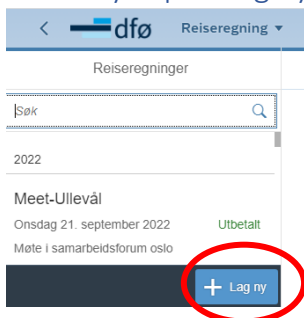 dfø Reiseregning
Reiseregninger
Søk
2022
Meet-Ullevål
Onsdag 21. september 2022 Utbetalt
Møte i samarbeidsforum oslo
+ Lag ny